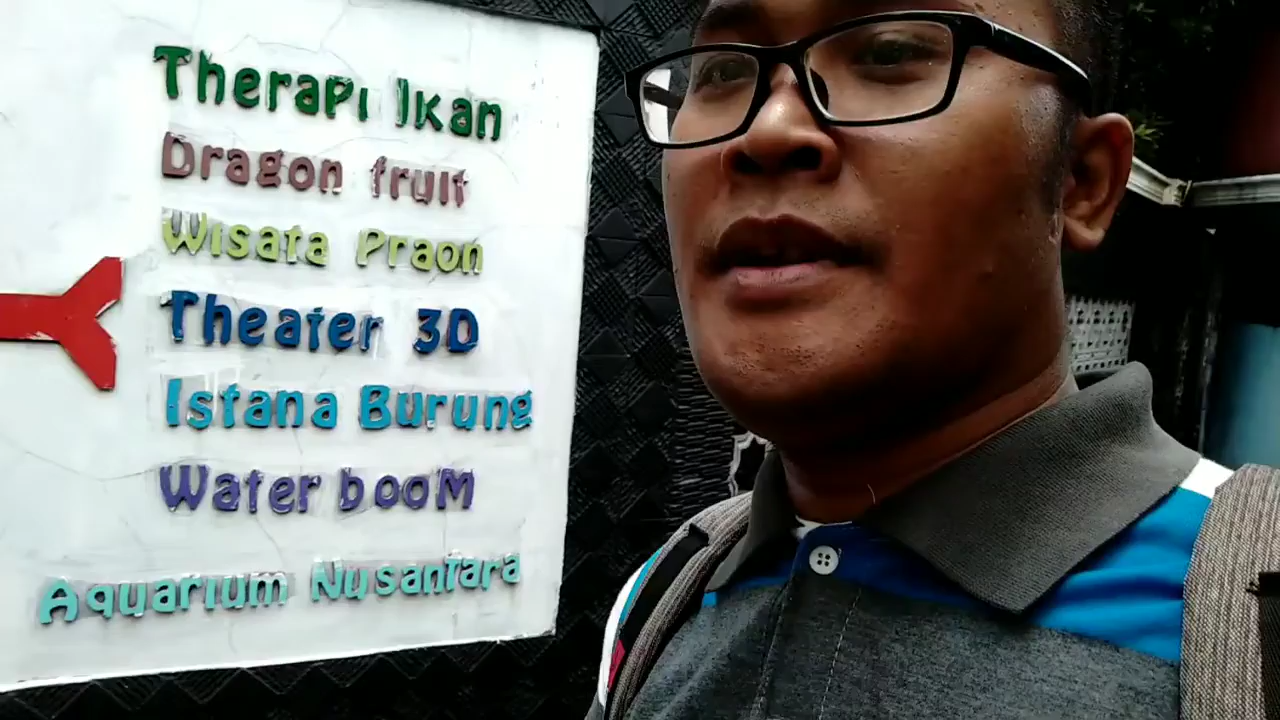 Therapi Ikan
Dragon fruit
Wisata Praon
Theater 3D
Istana Burung
Water booM
Aquarium Nusantara